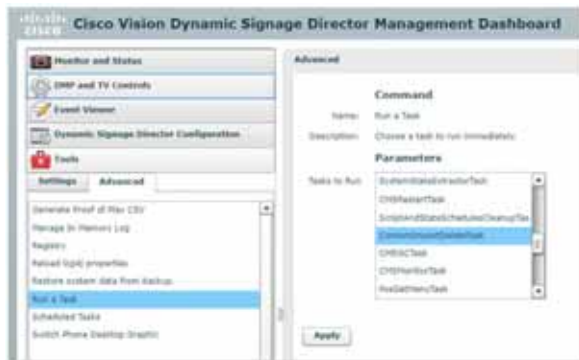 CISCO Cisco Vision Dynamic Signage Director Management Dashboard
Monitor and Status
DMP and TV Controls
Event Viewer
Dynamic Signage Director Configuration
Tools
Settings Advanced
Generate Proof of Play CSV
Manage In Memory Log
Registry
Reload log4j properties
Restore system data from backup
Run a Task
Scheduled Tasks
Switch Phone Desktop Graphic
Advanced
Command
Name: Run a Task
Description: Choose a task to run immediately.
Parameters
Tasks to Run:
SystemStateExtractorTask
CMSRestartTask
CMSMonitorTask
Apply